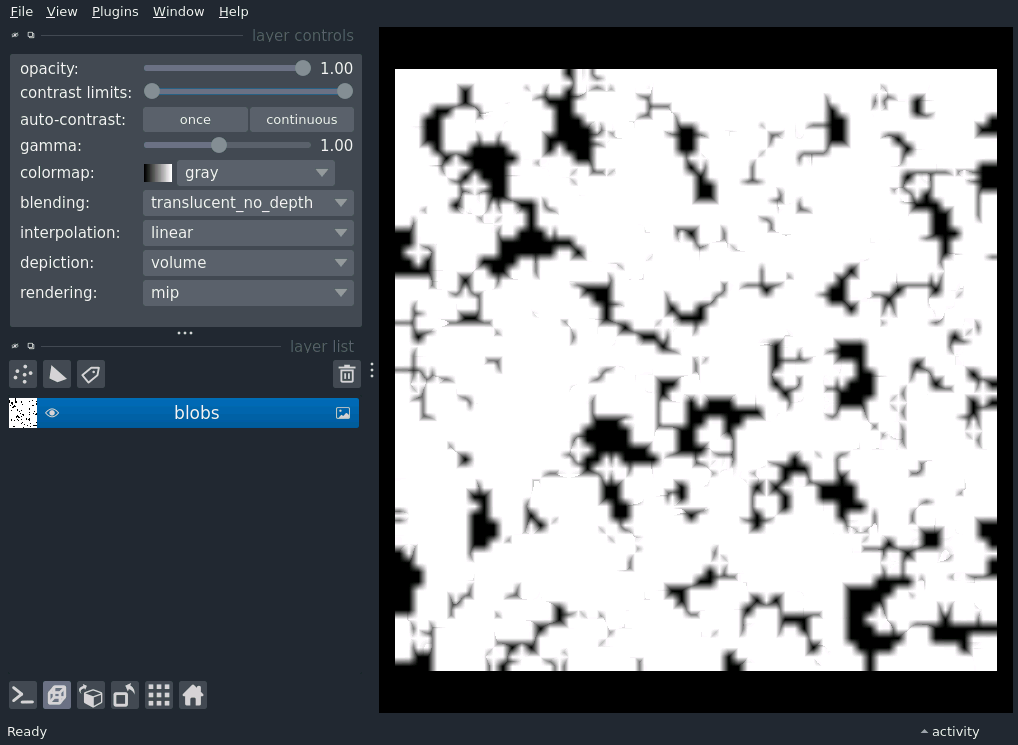 File View Plugins Window Help
layer controls
opacity: 1.00
contrast limits:
auto-contrast: once continuous
gamma: 1.00
colormap: gray
blending: translucent_no_depth
interpolation: linear
depiction: volume
rendering: mip
layer list
blobs
Ready activity